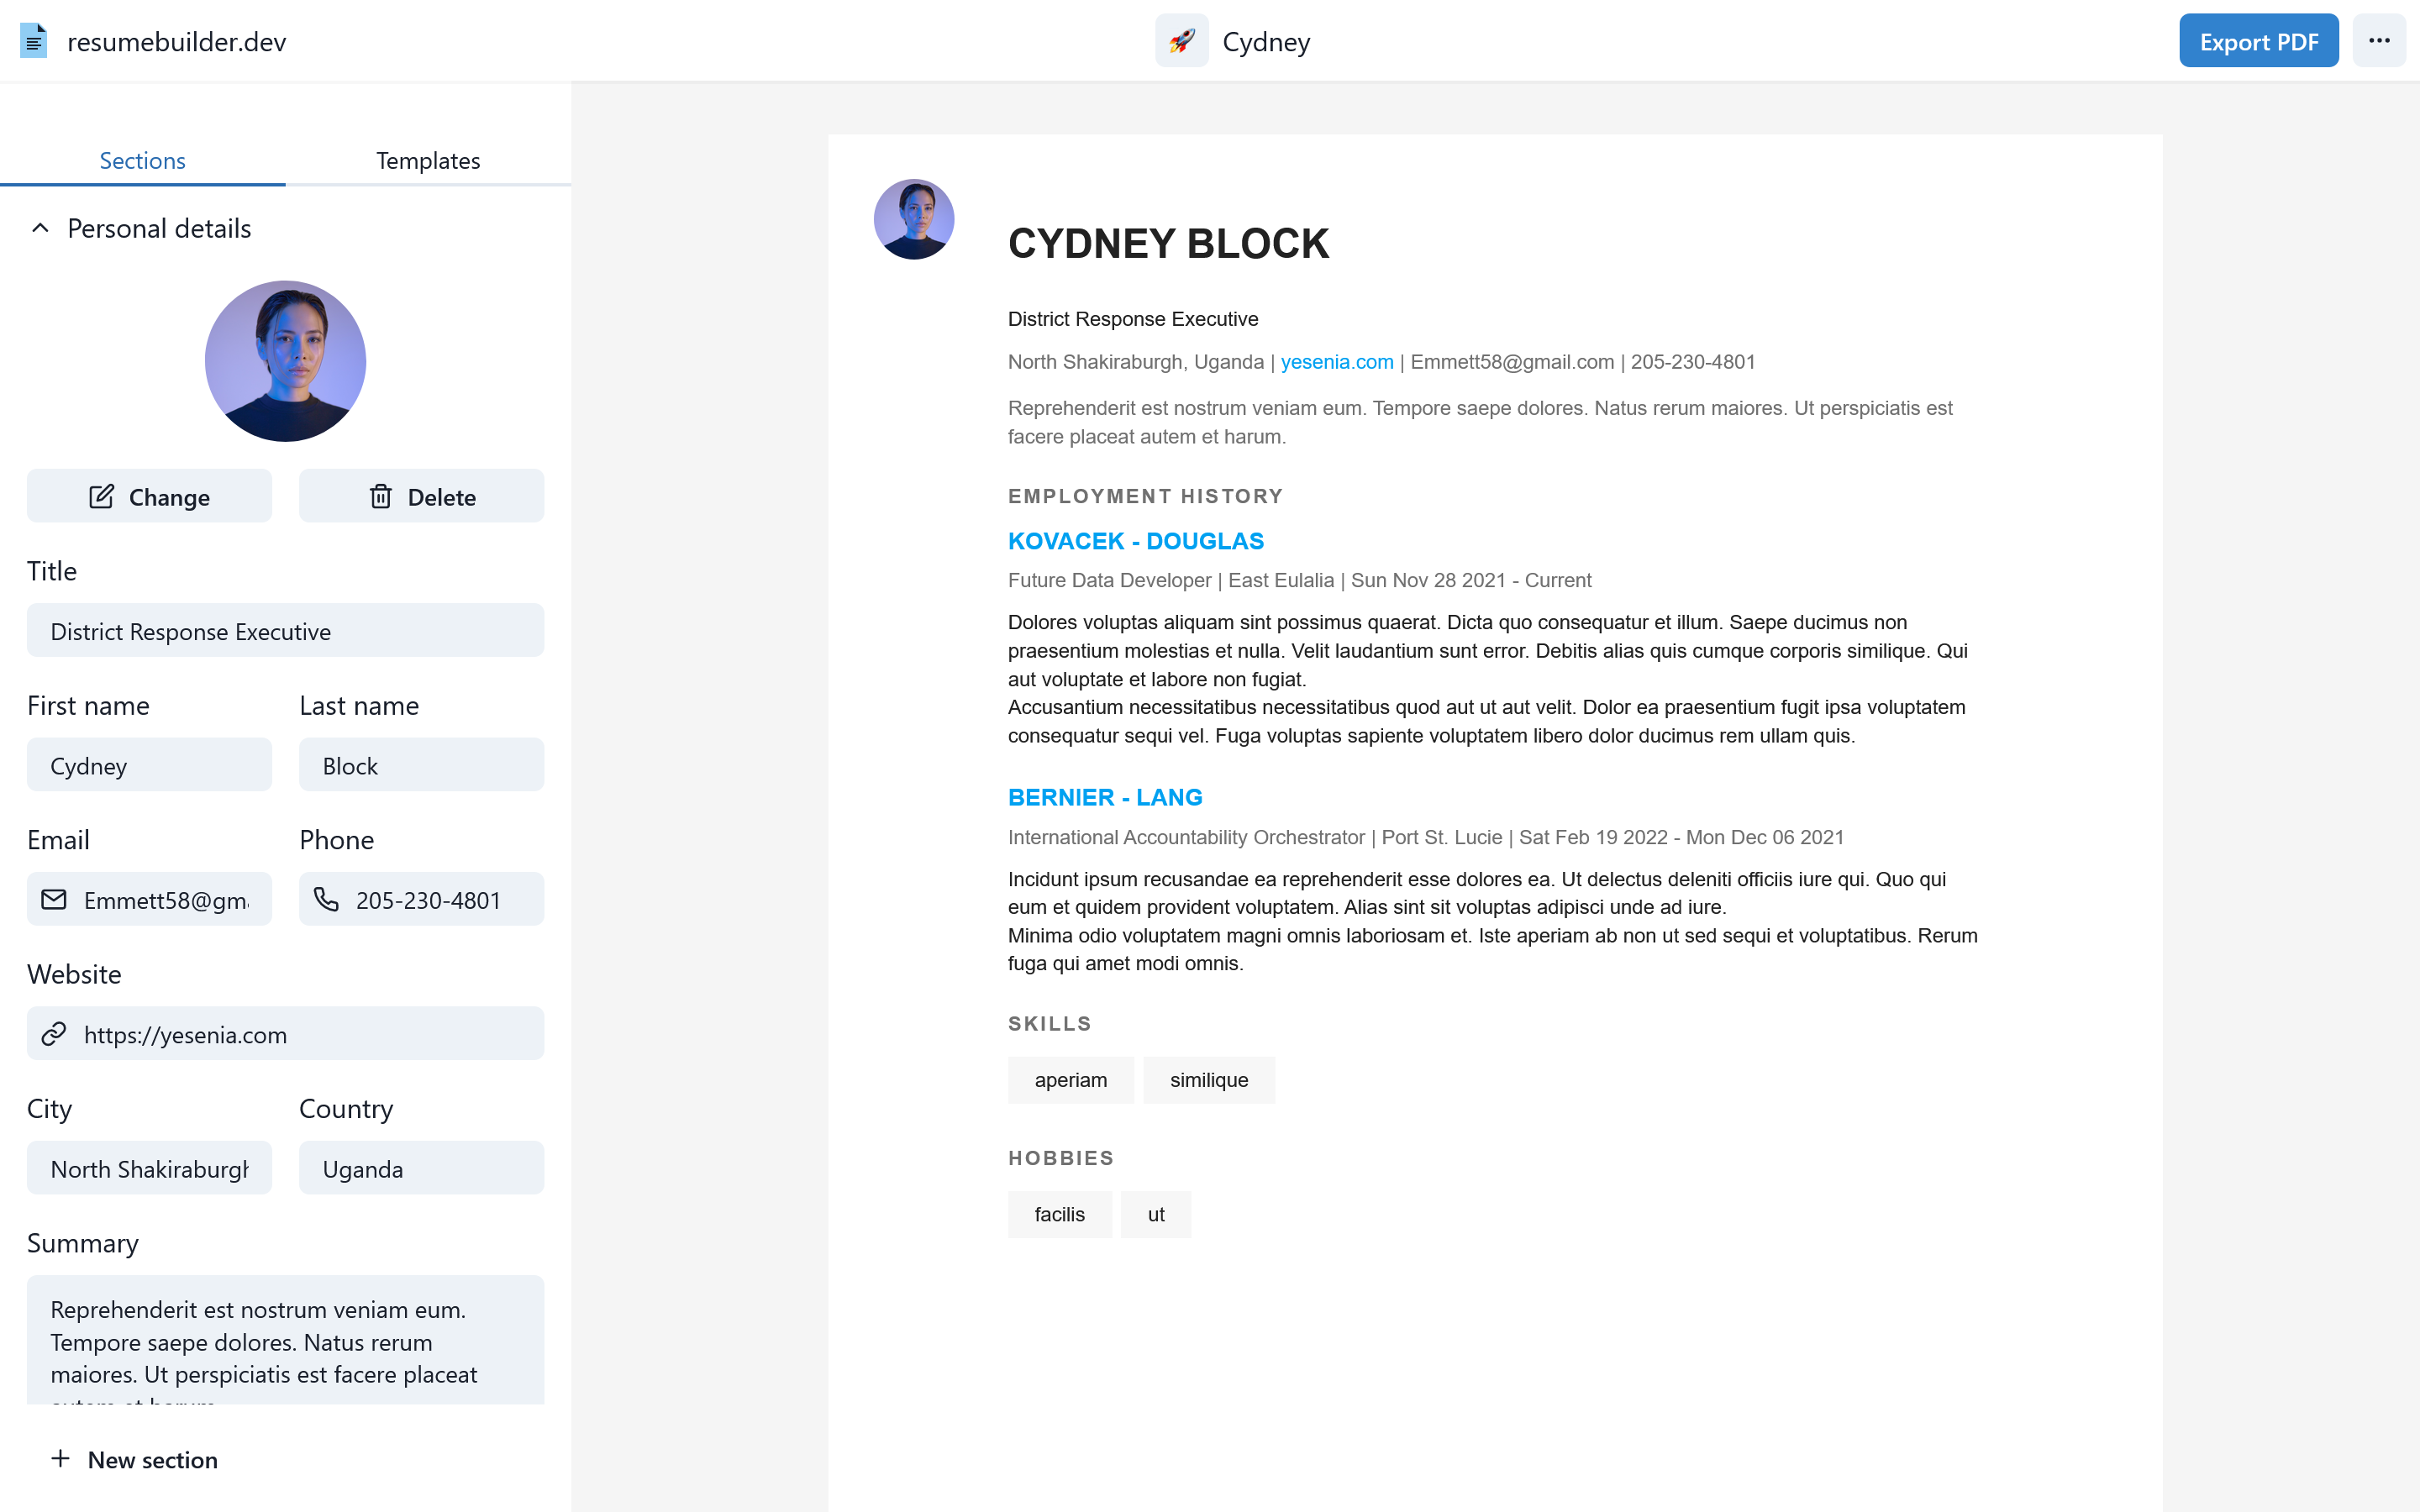 resumebuilder.dev
Cydney
Export PDF
Sections
Templates
Personal details
Change
Delete
Title
District Response Executive
First name
Last name
Cydney
Block
Email
Phone
Emmett58@gm
205-230-4801
Website
https://yesenia.com
City
Country
North Shakiraburgh
Uganda
Summary
Reprehenderit est nostrum veniam eum.
Tempore saepe dolores. Natus rerum
maiores. Ut perspiciatis est facere placeat
autem et harum.
New section
CYDNEY BLOCK
District Response Executive
North Shakiraburgh, Uganda | yesenia.com | Emmett58@gmail.com | 205-230-4801
Reprehenderit est nostrum veniam eum. Tempore saepe dolores. Natus rerum maiores. Ut perspiciatis est
facere placeat autem et harum.
EMPLOYMENT HISTORY
KOVACEK - DOUGLAS
Future Data Developer | East Eulalia | Sun Nov 28 2021 - Current
Dolores voluptas aliquam sint possimus quaerat. Dicta quo consequatur et illum. Saepe ducimus non
praesentium molestias et nulla. Velit laudantium sunt error. Debitis alias quis cumque corporis similique. Qui
aut voluptate et labore non fugiat.
Accusantium necessitatibus necessitatibus quod aut ut aut velit. Dolor ea praesentium fugit ipsa voluptatem
consequatur sequi vel. Fuga voluptas sapiente voluptatem libero dolor ducimus rem ullam quis.
BERNIER - LANG
International Accountability Orchestrator | Port St. Lucie | Sat Feb 19 2022 - Mon Dec 06 2021
Incidunt ipsum recusandae ea reprehenderit esse dolores ea. Ut delectus deleniti officiis iure qui. Quo qui
eum et quidem provident voluptatem. Alias sint sit voluptas adipisci unde ad iure.
Minima odio voluptatem magni omnis laboriosam et. Iste aperiam ab non ut sed sequi et voluptatibus. Rerum
fuga qui amet modi omnis.
SKILLS
aperiam
similique
HOBBIES
facilis
ut